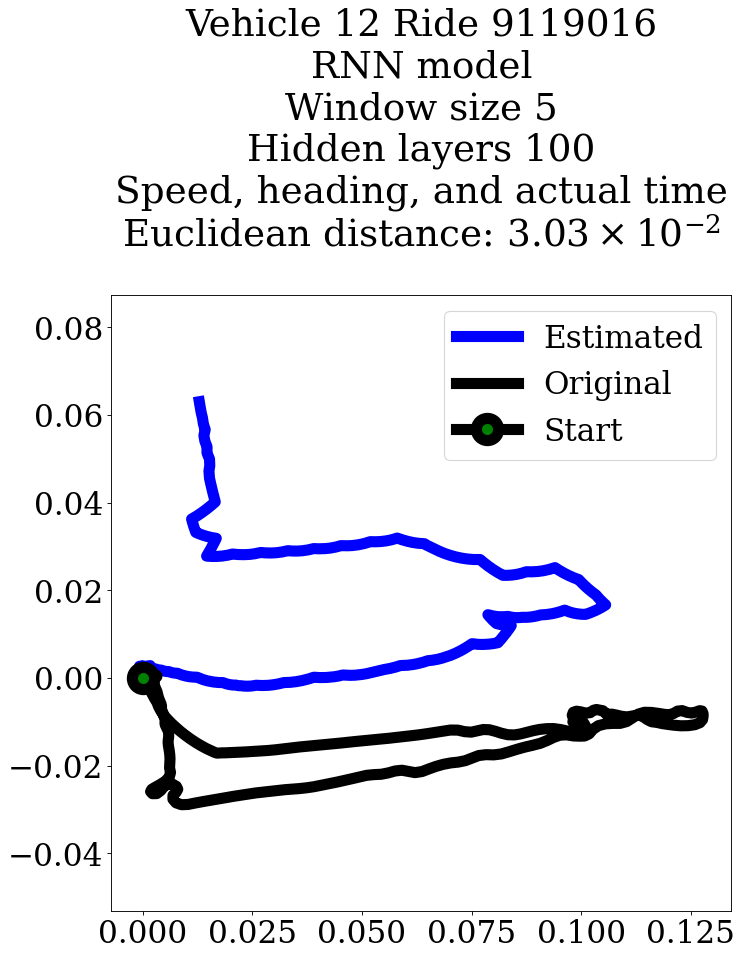 Vehicle 12 Ride 9119016
RNN model
Window size 5
Hidden layers 100
Speed, heading, and actual time
Euclidean distance: 3.03 × 10⁻²
Estimated
Original
Start
0.08
0.06
0.04
0.02
0.00
−0.02
−0.04
0.000 0.025 0.050 0.075 0.100 0.125